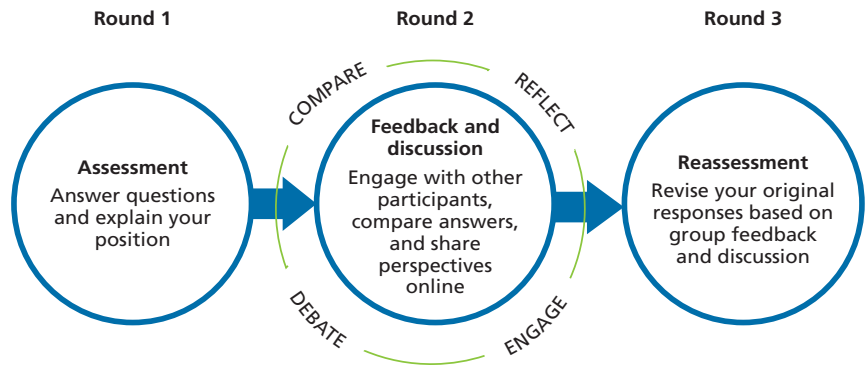 Round 1
Round 2
Round 3
Assessment
Answer questions
and explain your
position
COMPARE
REFLECT
DEBATE
ENGAGE
Feedback and
discussion
Engage with other
participants,
compare answers,
and share
perspectives
online
Reassessment
Revise your original
responses based on
group feedback
and discussion